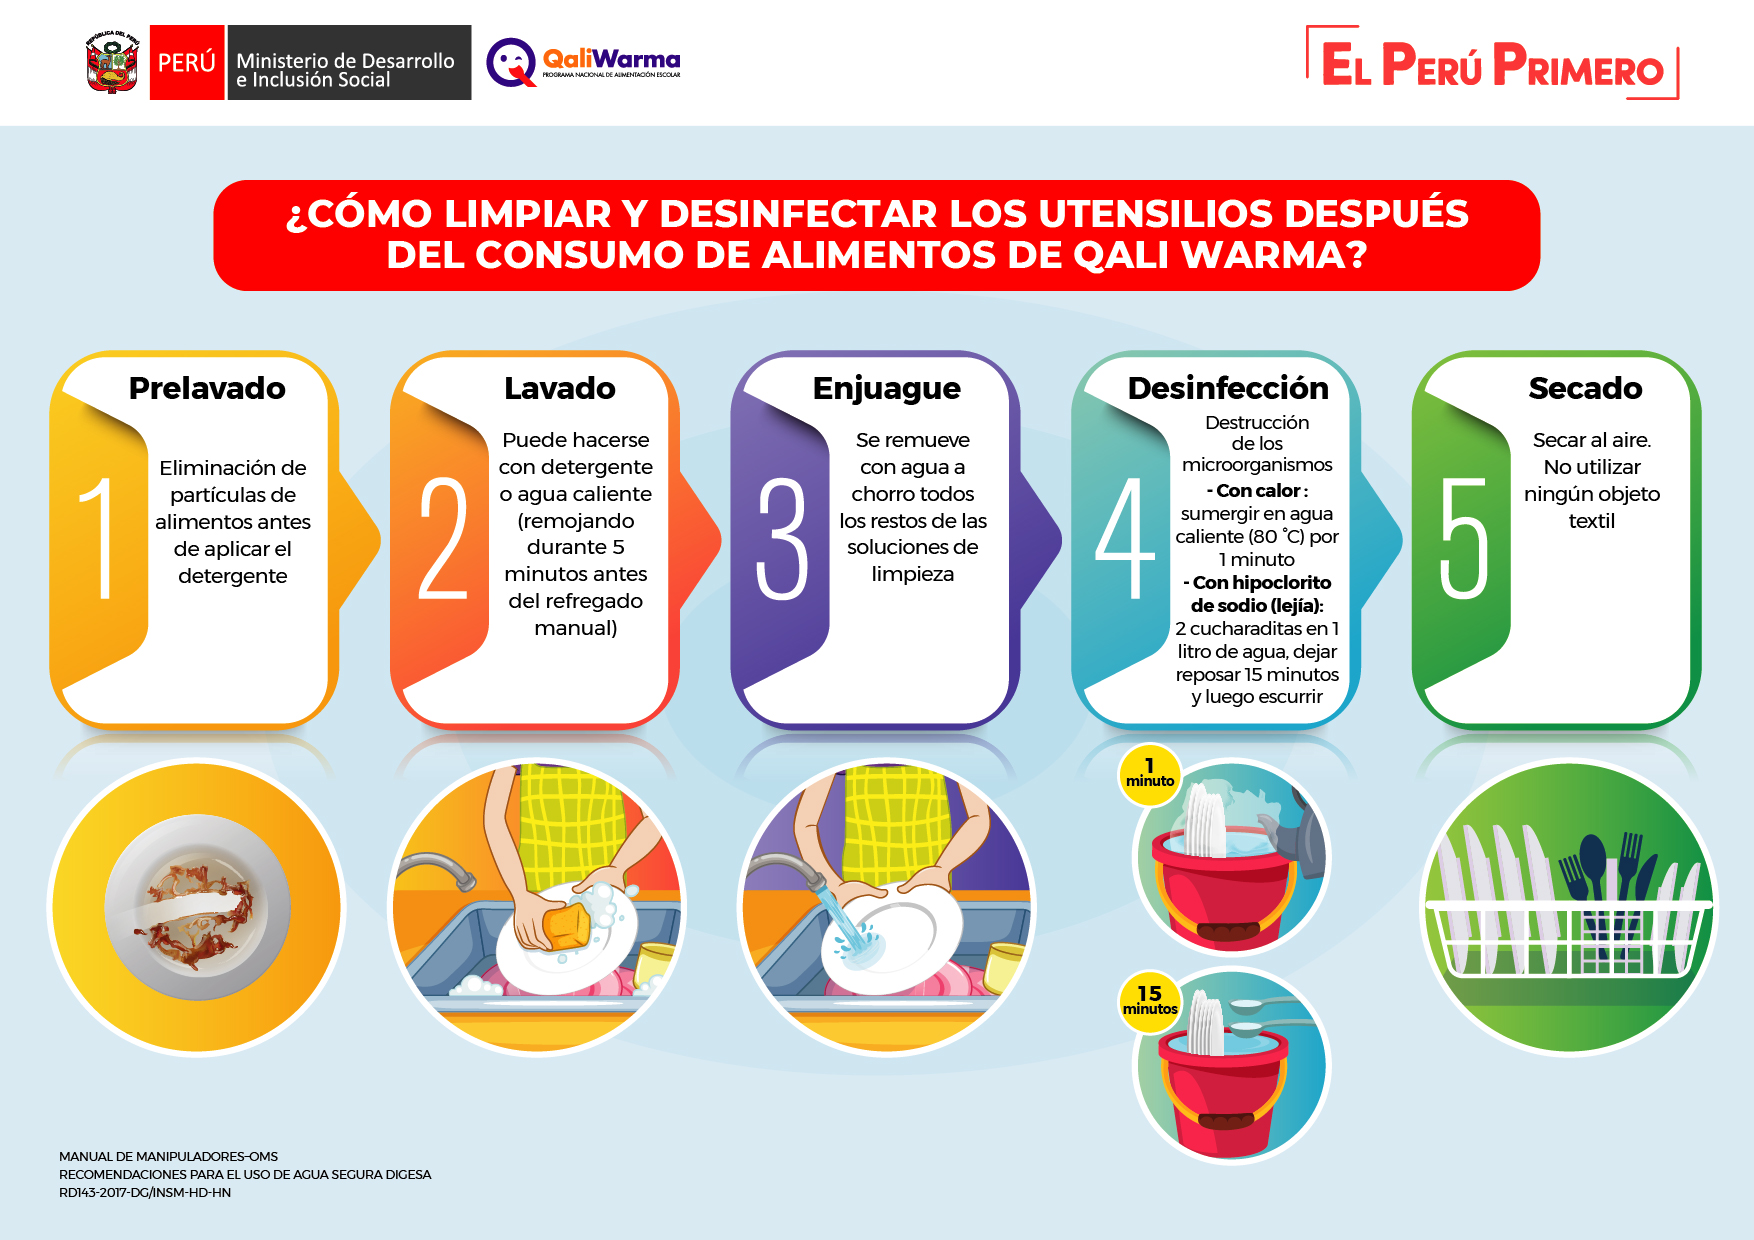 REPÚBLICA DEL PERÚ
PERÚ
Ministerio de Desarrollo
e Inclusión Social
QaliWarma
PROGRAMA NACIONAL DE ALIMENTACIÓN ESCOLAR
EL PERÚ PRIMERO
¿CÓMO LIMPIAR Y DESINFECTAR LOS UTENSILIOS DESPUÉS
DEL CONSUMO DE ALIMENTOS DE QALI WARMA?
1
Prelavado
Eliminación de
partículas de
alimentos antes
de aplicar el
detergente
2
Lavado
Puede hacerse
con detergente
o agua caliente
(remojando
durante 5
minutos antes
del refregado
manual)
3
Enjuague
Se remueve
con agua a
chorro todos
los restos de las
soluciones de
limpieza
4
Desinfección
Destrucción
de los
microorganismos
- Con calor :
sumergir en agua
caliente (80 °C) por
1 minuto
- Con hipoclorito
de sodio (lejía):
2 cucharaditas en 1
litro de agua, dejar
reposar 15 minutos
y luego escurrir
5
Secado
Secar al aire.
No utilizar
ningún objeto
textil
1
minuto
15
minutos
MANUAL DE MANIPULADORES-OMS
RECOMENDACIONES PARA EL USO DE AGUA SEGURA DIGESA
RD143-2017-DG/INSM-HD-HN